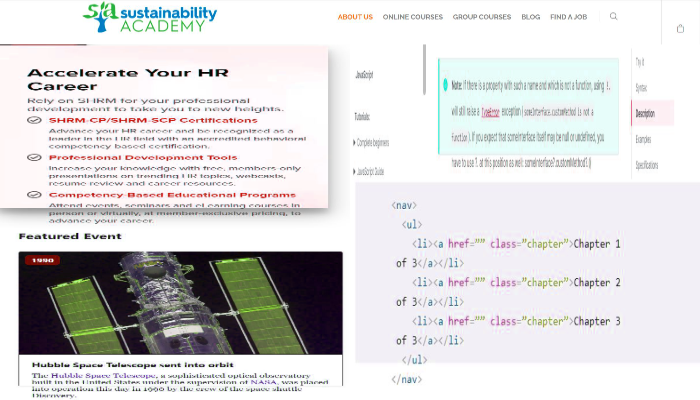 sustainability
ACADEMY
ABOUT US
ONLINE COURSES
GROUP COURSES
BLOG
FIND A JOB
Accelerate Your HR
Career
Rely on SHRM for your professional
development to take you to new heights.
SHRM-CP/SHRM-SCP Certifications
Advance your HR career and be recognized as a
leader in the HR field with an accredited behavioral
competency-based certification.
Professional Development Tools
Increase your knowledge with free, members-only
presentations on trending HR topics, webcasts,
resume review and career resources.
Competency-Based Educational Programs
Attend events, seminars and eLearning courses in
person or virtually, at member-exclusive pricing, to
advance your career.
Featured Event
1990
Hubble Space Telescope sent into orbit
The Hubble Space Telescope, a sophisticated optical observatory
built in the United States under the supervision of NASA, was placed
into operation this day in 1990 by the crew of the space shuttle
Discovery.
JavaScript
Tutorials:
Complete beginners
JavaScript Guide
Note: If there is a property with such a name and which is not a function, using ?.
will still raise a TypeError exception (someInterface.customMethod is not a
function). If you expect that someInterface itself may be null or undefined, you
have to use ?. at this position as well: someInterface?.customMethod?.()
Try it
Syntax
Description
Examples
Specifications
<nav>
<ul>
<li><a href="" class="chapter">Chapter 1
of 3</a></li>
<li><a href="" class="chapter">Chapter 2
of 3</a></li>
<li><a href="" class="chapter">Chapter 3
of 3</a></li>
</ul>
</nav>